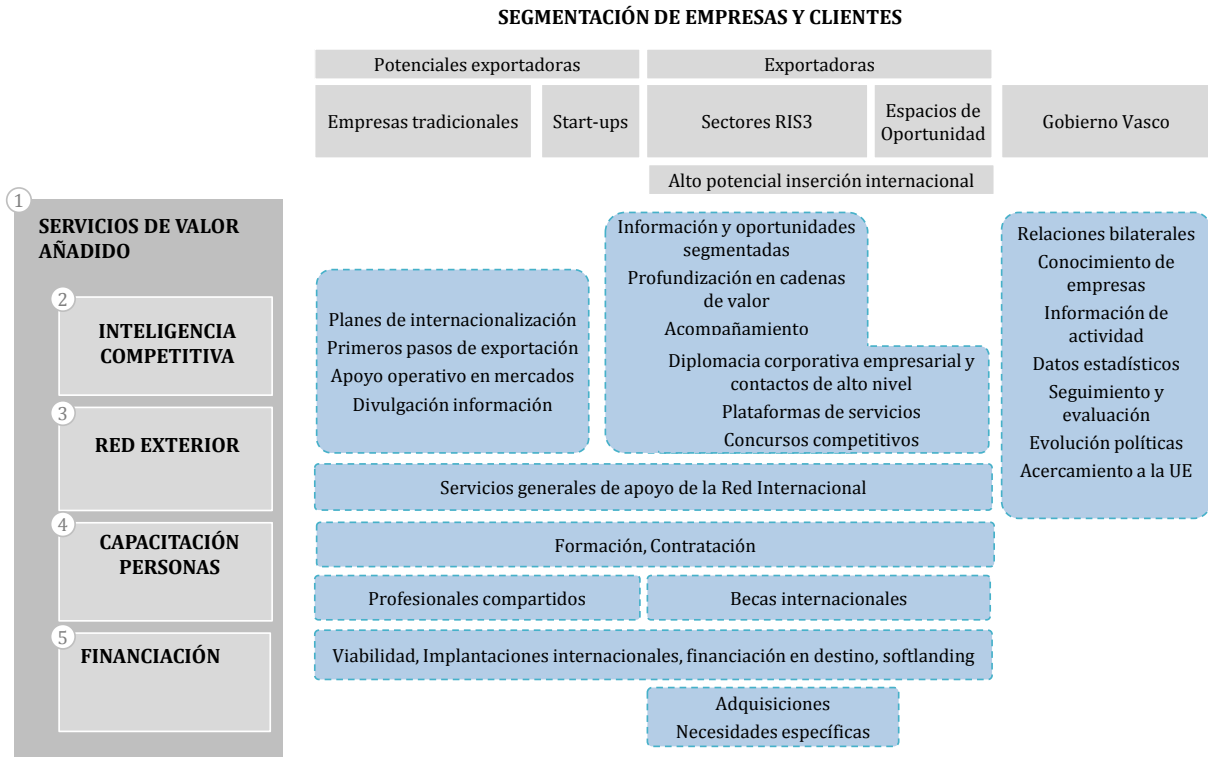 SEGMENTACIÓN DE EMPRESAS Y CLIENTES
Potenciales exportadoras
Exportadoras
Empresas tradicionales
Start-ups
Sectores RIS3
Espacios de
Oportunidad
Gobierno Vasco
Alto potencial inserción internacional
1
SERVICIOS DE VALOR
AÑADIDO
2
INTELIGENCIA
COMPETITIVA
3
RED EXTERIOR
4
CAPACITACIÓN
PERSONAS
5
FINANCIACIÓN
Planes de internacionalización
Primeros pasos de exportación
Apoyo operativo en mercados
Divulgación información
Información y oportunidades
segmentadas
Profundización en cadenas
de valor
Acompañamiento
Diplomacia corporativa empresarial y
contactos de alto nivel
Plataformas de servicios
Concursos competitivos
Relaciones bilaterales
Conocimiento de
empresas
Información de
actividad
Datos estadísticos
Seguimiento y
evaluación
Evolución políticas
Acercamiento a la UE
Servicios generales de apoyo de la Red Internacional
Formación, Contratación
Profesionales compartidos
Becas internacionales
Viabilidad, Implantaciones internacionales, financiación en destino, softlanding
Adquisiciones
Necesidades específicas